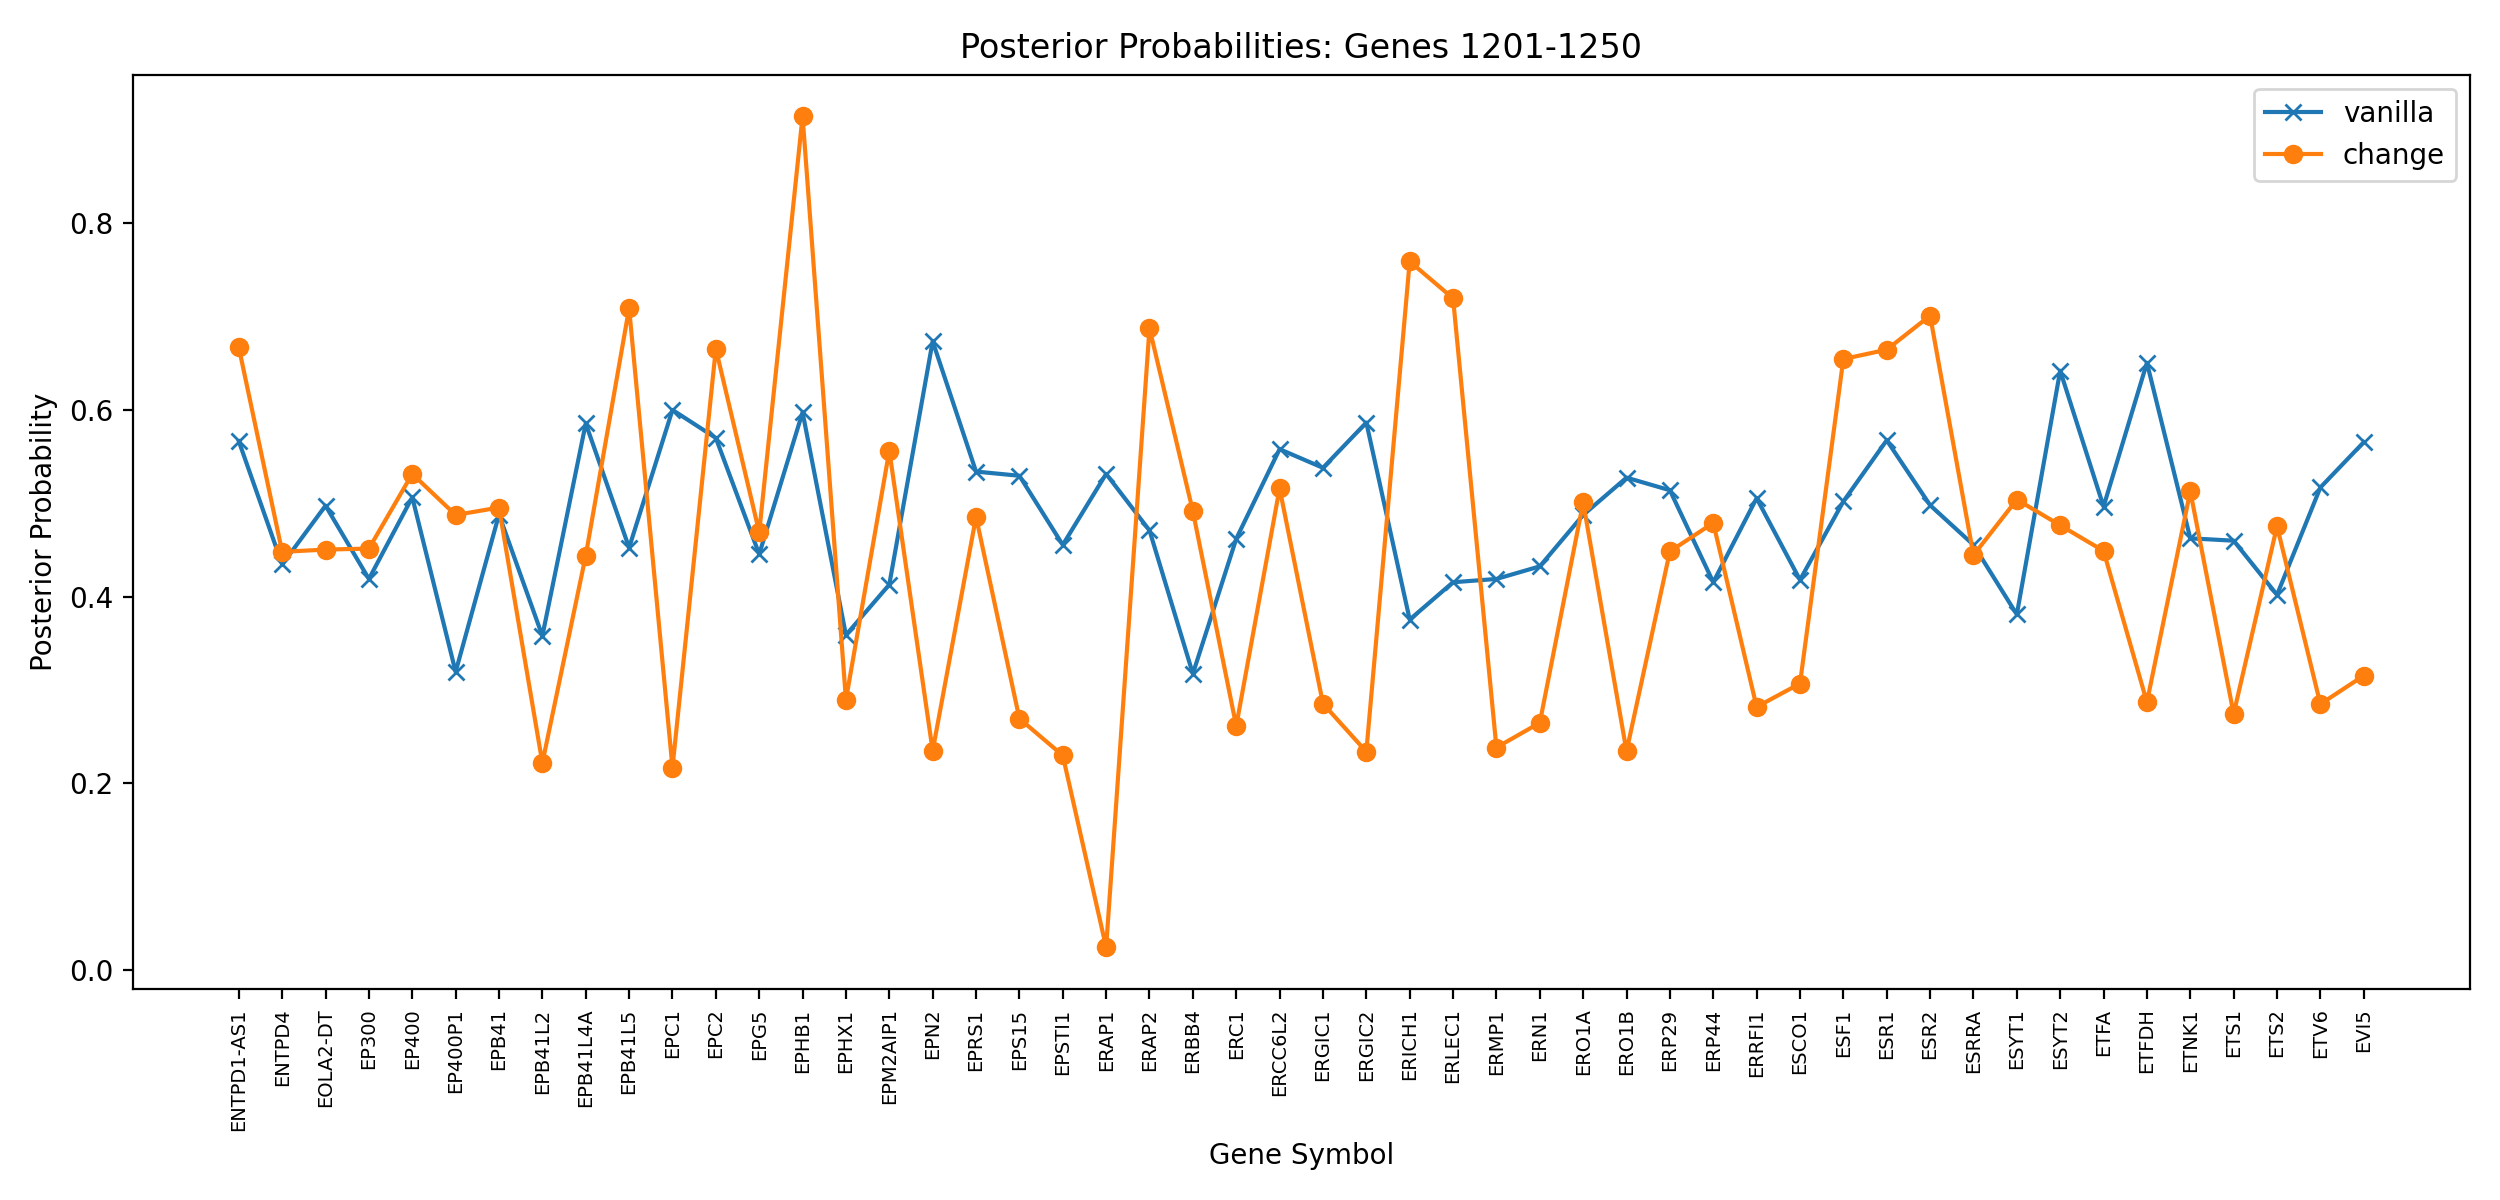 Posterior Probabilities: Genes 1201-1250
vanilla
change
Posterior Probability
0.8
0.6
0.4
0.2
0.0
ENTPD1-AS1
ENTPD4
EOLA2-DT
EP300
EP400
EP400P1
EPB41
EPB41L2
EPB41L4A
EPB41L5
EPC1
EPC2
EPG5
EPHB1
EPHX1
EPM2AIP1
EPN2
EPRS1
EPS15
EPSTI1
ERAP1
ERAP2
ERBB4
ERC1
ERCC6L2
ERGIC1
ERGIC2
ERICH1
ERLEC1
ERMP1
ERN1
ERO1A
ERO1B
ERP29
ERP44
ERRFI1
ESCO1
ESF1
ESR1
ESR2
ESRRA
ESYT1
ESYT2
ETFA
ETFDH
ETNK1
ETS1
ETS2
ETV6
EVI5
Gene Symbol